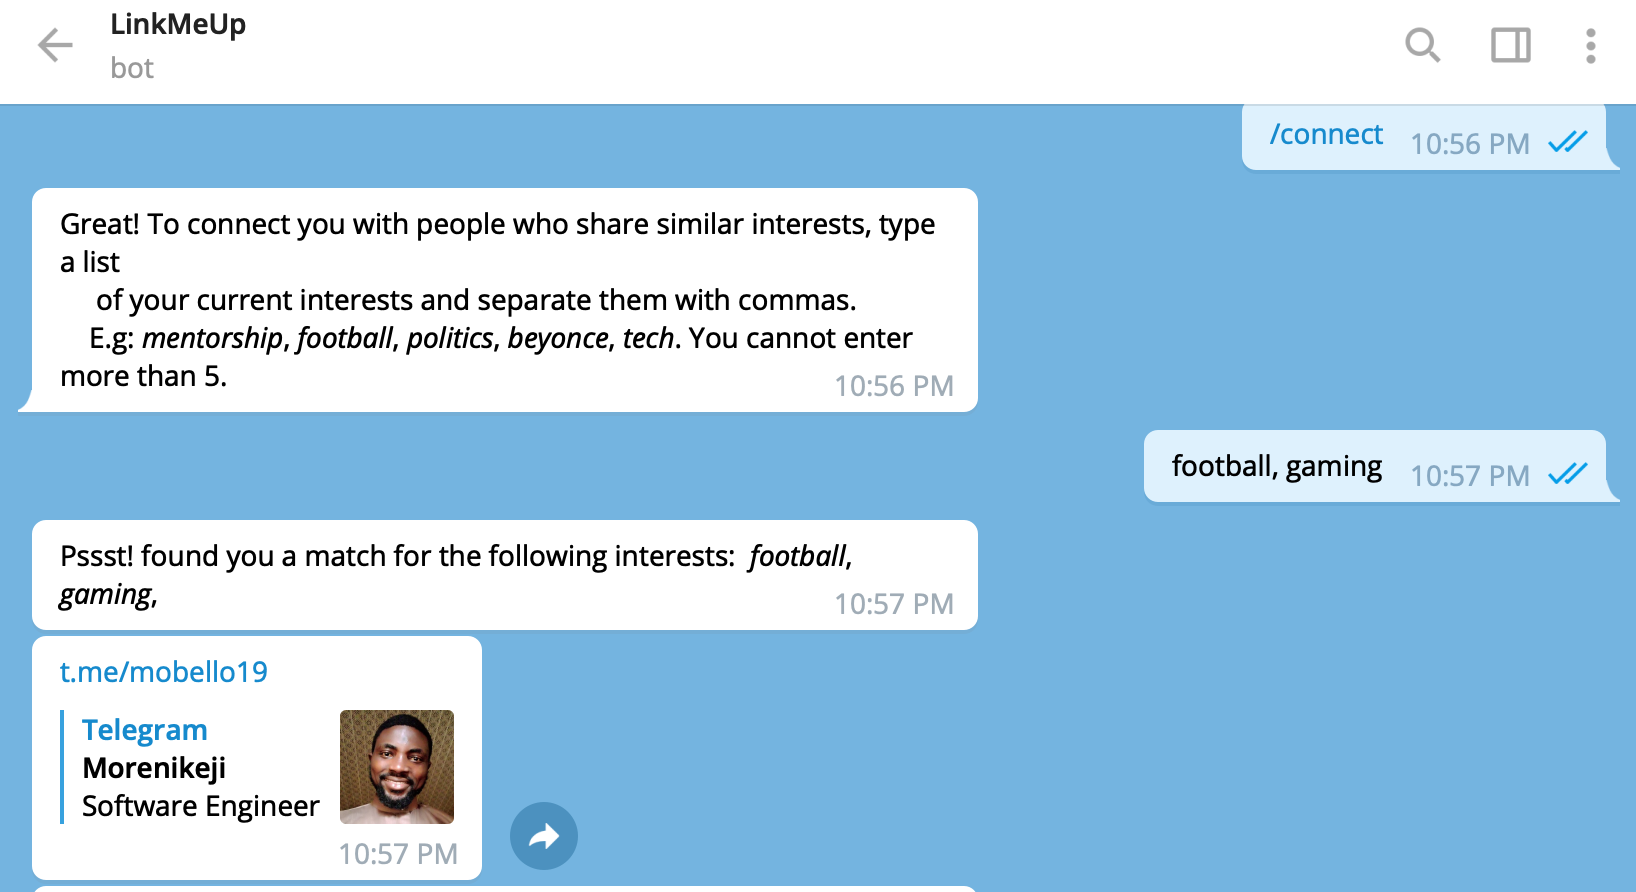 LinkMeUp
bot
/connect 10:56 PM
Great! To connect you with people who share similar interests, type
a list
of your current interests and separate them with commas.
E.g: mentorship, football, politics, beyonce, tech. You cannot enter
more than 5.
10:56 PM
football, gaming 10:57 PM
Pssst! found you a match for the following interests:  football,
gaming,
10:57 PM
t.me/mobello19
Telegram
Morenikeji
Software Engineer
10:57 PM